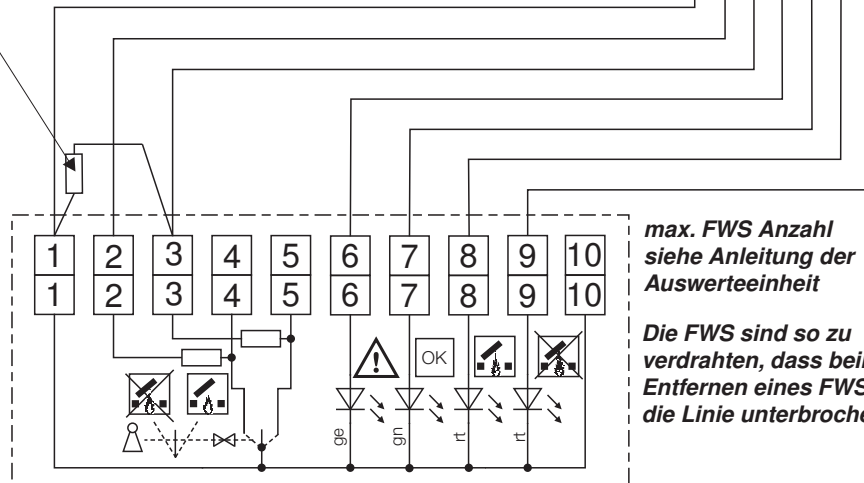 1 2 3 4 5 6 7 8 9 10
1 2 3 4 5 6 7 8 9 10
OK
ge gn rt rt
max. FWS Anzahl
siehe Anleitung der
Auswerteeinheit
Die FWS sind so zu
verdrahten, dass bei
Entfernen eines FWS
die Linie unterbroche